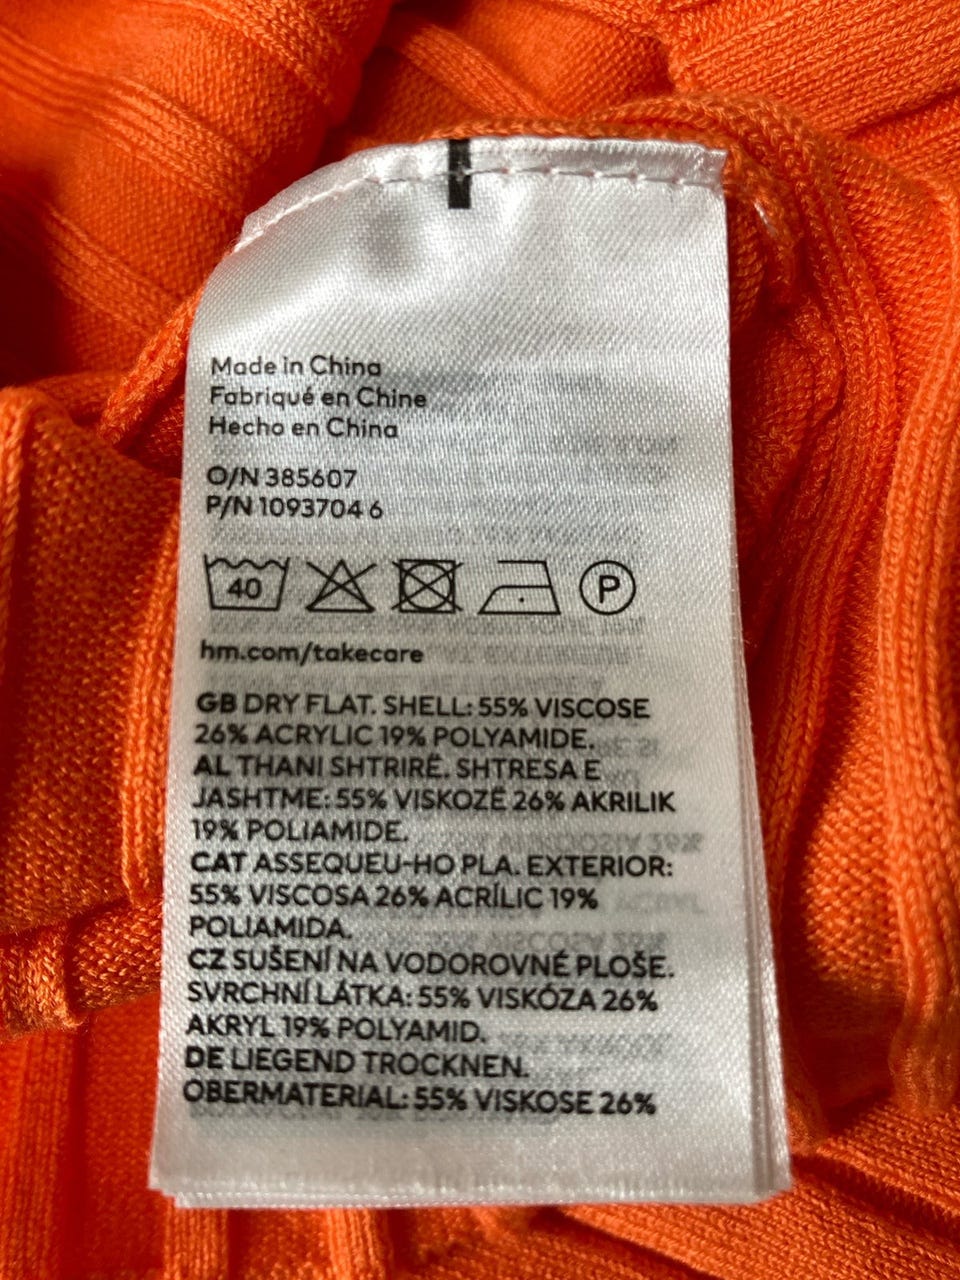 Made in China
Fabriqué en Chine
Hecho en China
O/N 385607
P/N 1093704 6
40
P
hm.com/takecare
GB DRY FLAT. SHELL: 55% VISCOSE
26% ACRYLIC 19% POLYAMIDE.
AL THANI SHTRIRË. SHTRESA E
JASHTME: 55% VISKOZË 26% AKRILIK
19% POLIAMIDE.
CAT ASSEQUEU-HO PLA. EXTERIOR:
55% VISCOSA 26% ACRÍLIC 19%
POLIAMIDA.
CZ SUŠENÍ NA VODOROVNÉ PLOŠE.
SVRCHNÍ LÁTKA: 55% VISKÓZA 26%
AKRYL 19% POLYAMID.
DE LIEGEND TROCKNEN.
OBERMATERIAL: 55% VISKOSE 26%